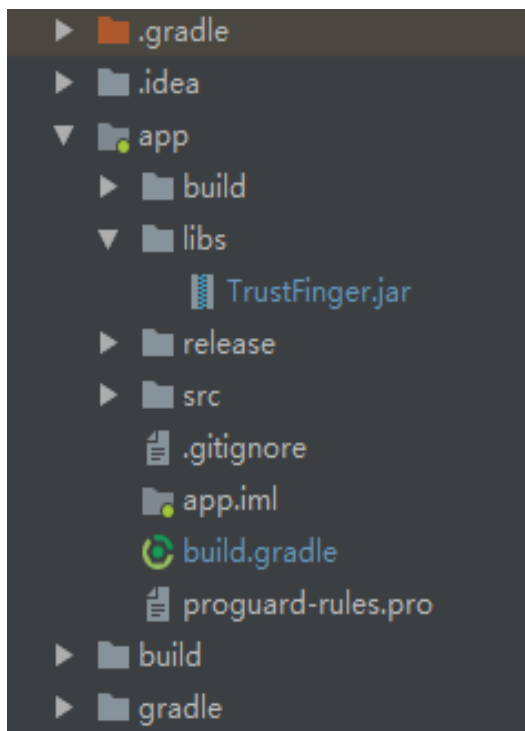 .gradle
.idea
app
build
libs
TrustFinger.jar
release
src
.gitignore
app.iml
build.gradle
proguard-rules.pro
build
gradle